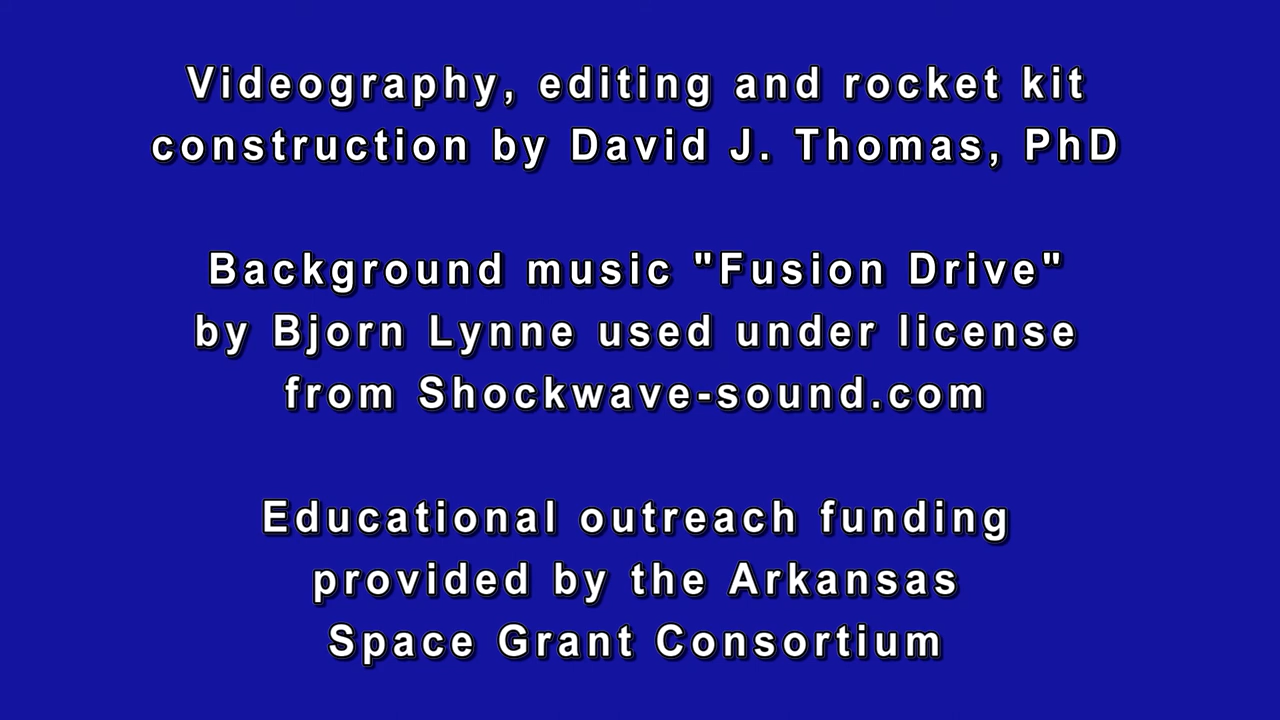 Videography, editing and rocket kit
construction by David J. Thomas, PhD
Background music "Fusion Drive"
by Bjorn Lynne used under license
from Shockwave-sound.com
Educational outreach funding
provided by the Arkansas
Space Grant Consortium